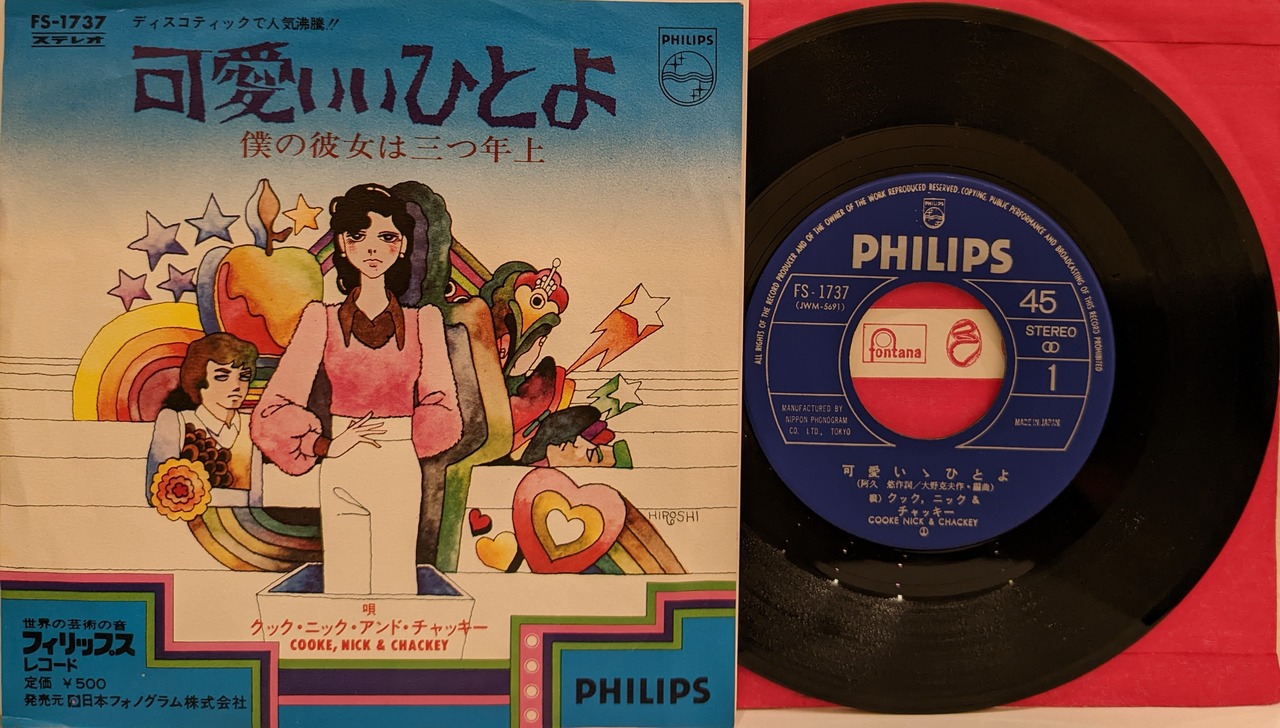 FS-1737
ステレオ
ディスコティックで人気沸騰!!
PHILIPS
可愛いいひとよ
僕の彼女は三つ年上
HIROSHI
唄
クック・ニック・アンド・チャッキー
COOKE, NICK & CHACKEY
世界の芸術の音
フィリップス
レコード
定価 ¥500
発売元 日本フォノグラム株式会社
PHILIPS
ALL RIGHTS OF THE RECORD PRODUCER AND OF THE OWNER OF THE WORK REPRODUCED RESERVED. COPYING, PUBLIC PERFORMANCE AND BROADCASTING OF THIS RECORD PROHIBITED
PHILIPS
PHILIPS
FS-1737
(JWM-5691)
45
STEREO
1
fontana
MANUFACTURED BY
NIPPON PHONOGRAM
CO. LTD., TOKYO
MADE IN JAPAN
可愛いゝひとよ
(阿久 悠作詞/大野克夫作・編曲)
唄) クック, ニック &
チャッキー
COOKE NICK & CHACKEY
①